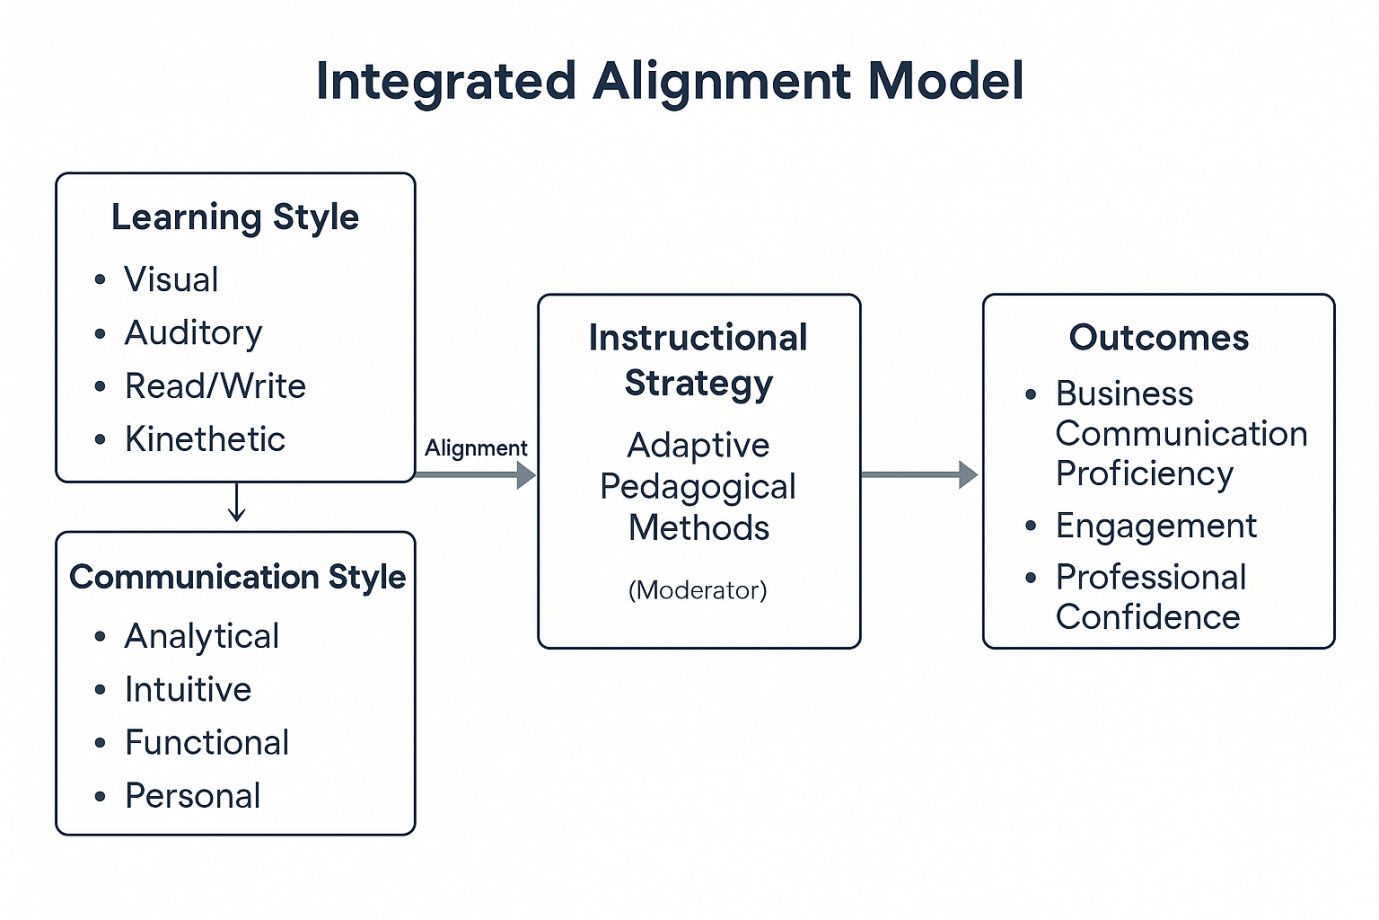 Integrated Alignment Model
Learning Style
• Visual
• Auditory
• Read/Write
• Kinethetic
Communication Style
• Analytical
• Intuitive
• Functional
• Personal
Alignment
Instructional
Strategy
Adaptive
Pedagogical
Methods
(Moderator)
Outcomes
• Business
Communication
Proficiency
• Engagement
• Professional
Confidence